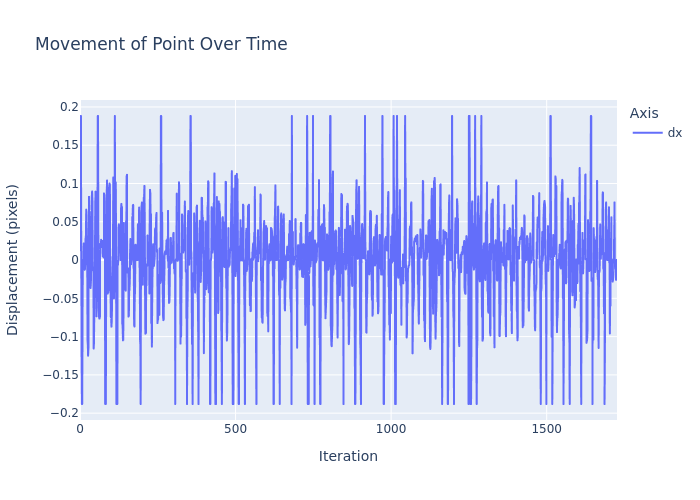 Movement of Point Over Time
Axis
dx
Displacement (pixels)
0.2
0.15
0.1
0.05
0
−0.05
−0.1
−0.15
−0.2
0
500
1000
1500
Iteration